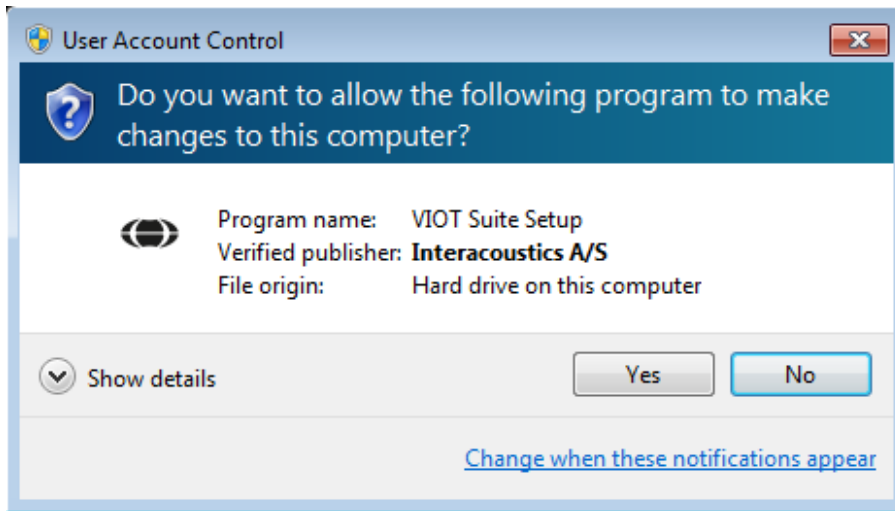 User Account Control
Do you want to allow the following program to make
changes to this computer?
Program name: VIOT Suite Setup
Verified publisher: Interacoustics A/S
File origin: Hard drive on this computer
Show details
Yes
No
Change when these notifications appear